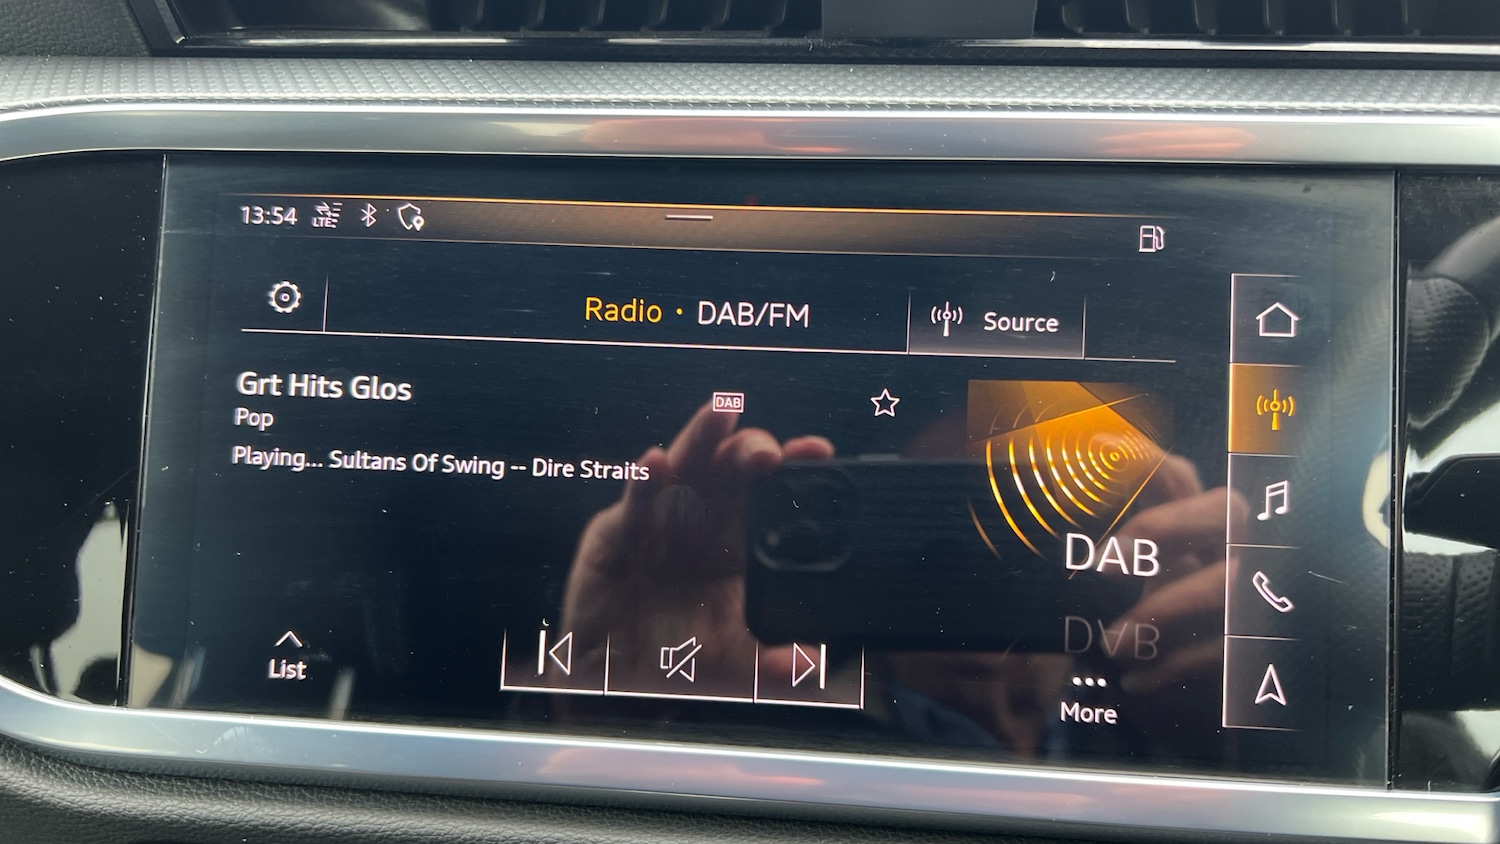 13:54 LTE
Radio • DAB/FM
Source
Grt Hits Glos
DAB
Pop
Playing... Sultans Of Swing -- Dire Straits
DAB
List
More